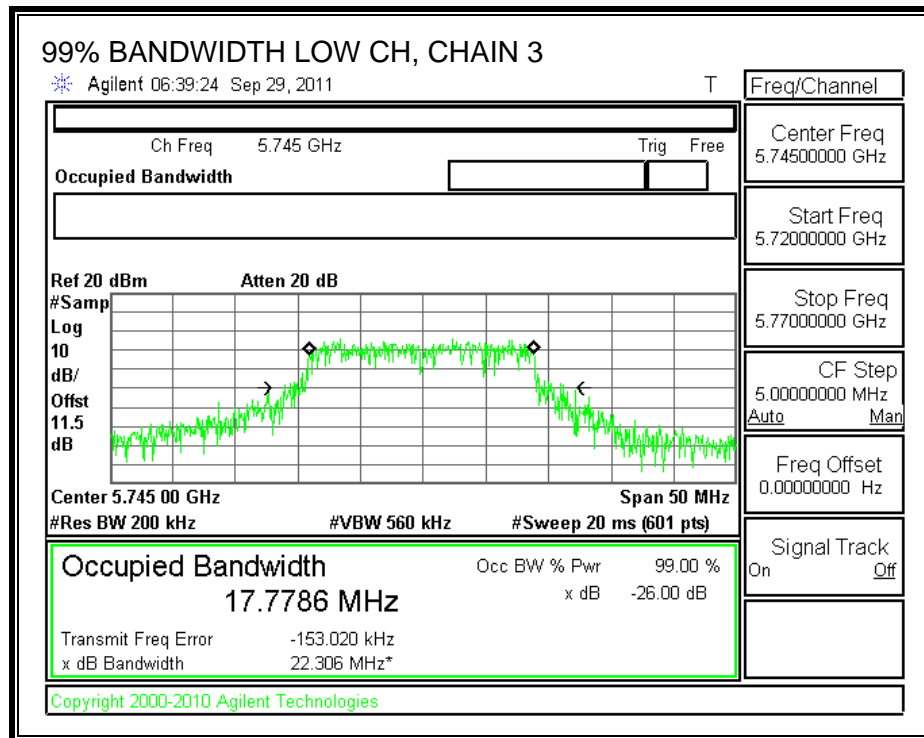 99% BANDWIDTH LOW CH, CHAIN 3
Agilent 06:39:24 Sep 29, 2011 T
Freq/Channel
Ch Freq 5.745 GHz Trig Free
Occupied Bandwidth
Center Freq
5.74500000 GHz
Start Freq
5.72000000 GHz
Stop Freq
5.77000000 GHz
CF Step
5.00000000 MHz
Auto Man
Freq Offset
0.00000000 Hz
Signal Track
On Off
Ref 20 dBm Atten 20 dB
#Samp
Log
10
dB/
Offst
11.5
dB
Center 5.745 00 GHz Span 50 MHz
#Res BW 200 kHz #VBW 560 kHz #Sweep 20 ms (601 pts)
Occupied Bandwidth
17.7786 MHz
Occ BW % Pwr 99.00 %
x dB -26.00 dB
Transmit Freq Error -153.020 kHz
x dB Bandwidth 22.306 MHz*
Copyright 2000-2010 Agilent Technologies